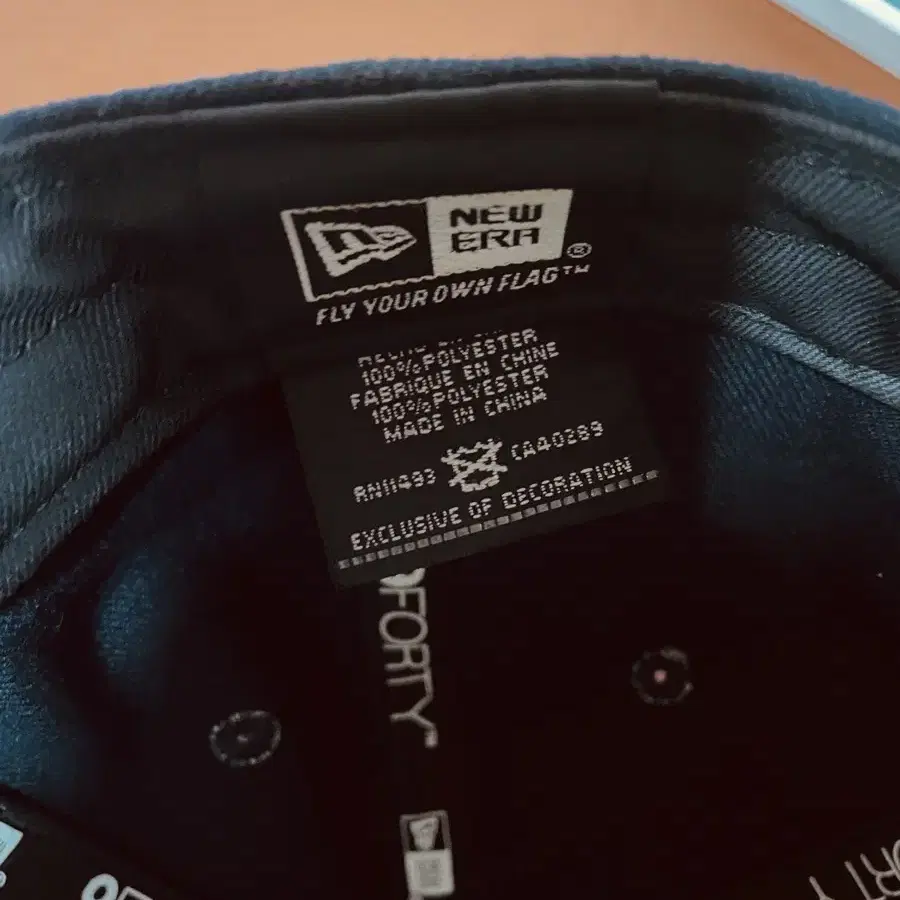 NEW
ERA
®
FLY YOUR OWN FLAG™
100% POLYESTER
FABRIQUE EN CHINE
100% POLYESTER
MADE IN CHINA
RN11493 CA40289
EXCLUSIVE OF DECORATION
FORTY™